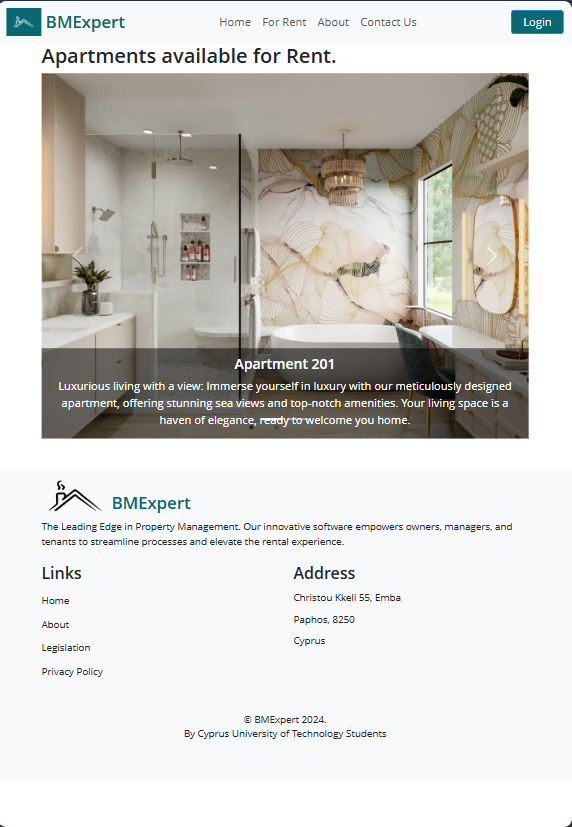 BMExpert
Home For Rent About Contact Us
Login
Apartments available for Rent.
Apartment 201
Luxurious living with a view: Immerse yourself in luxury with our meticulously designed
apartment, offering stunning sea views and top-notch amenities. Your living space is a
haven of elegance, ready to welcome you home.
BMExpert
The Leading Edge in Property Management. Our innovative software empowers owners, managers, and
tenants to streamline processes and elevate the rental experience.
Links
Home
About
Legislation
Privacy Policy
Address
Christou Kkeli 55, Emba
Paphos, 8250
Cyprus
© BMExpert 2024.
By Cyprus University of Technology Students